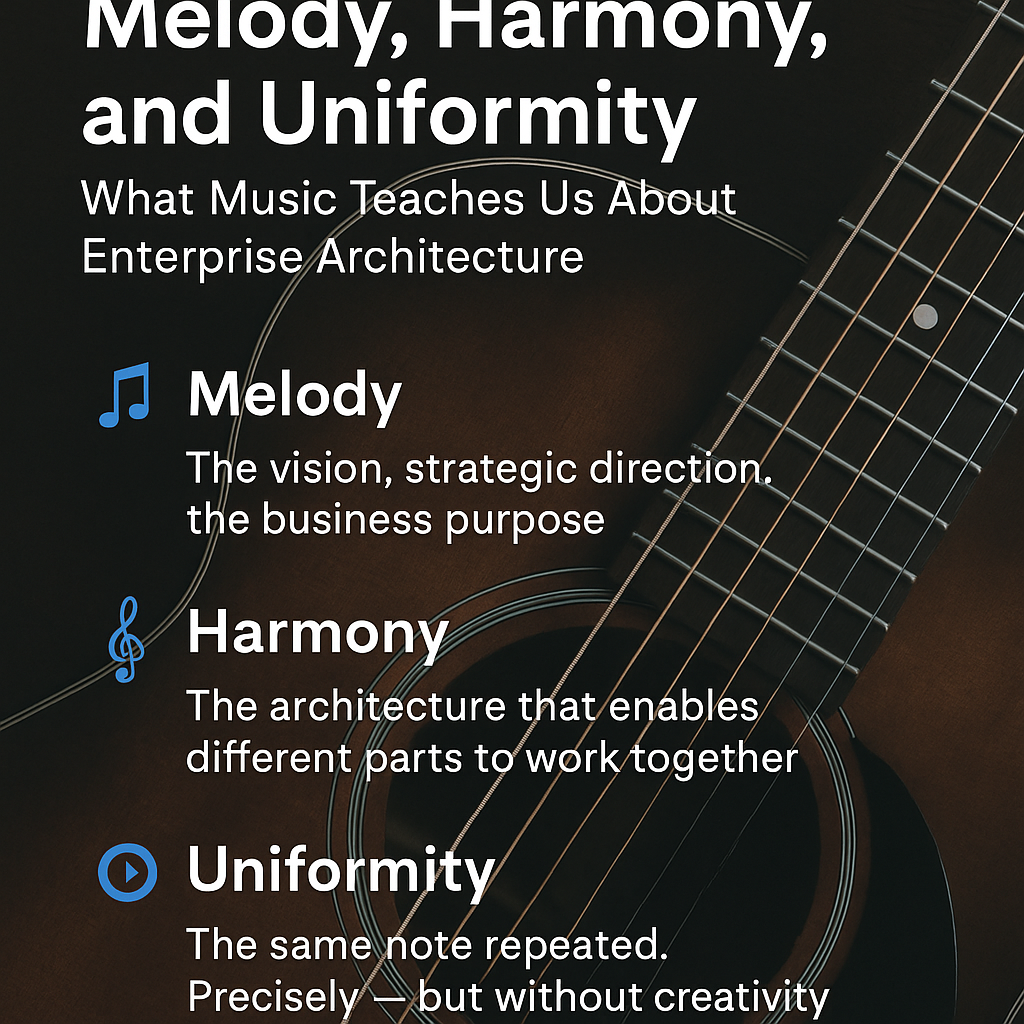 Melody, Harmony,
and Uniformity
What Music Teaches Us About
Enterprise Architecture
Melody
The vision, strategic direction.
the business purpose
Harmony
The architecture that enables
different parts to work together
Uniformity
The same note repeated.
Precisely — but without creativity